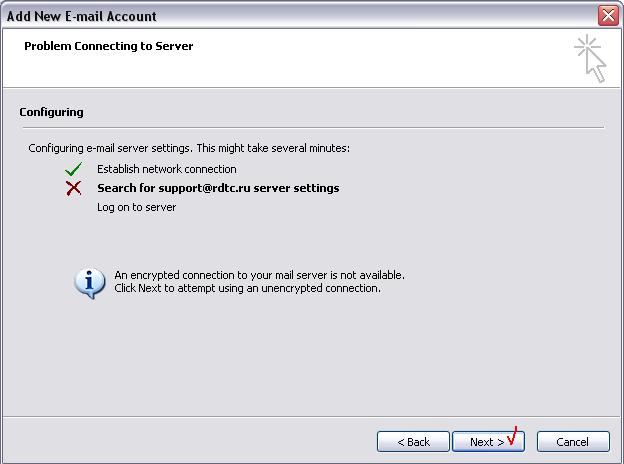 Add New E-mail Account
Problem Connecting to Server
Configuring
Configuring e-mail server settings. This might take several minutes:
Establish network connection
Search for support@rdtc.ru server settings
Log on to server
An encrypted connection to your mail server is not available.
Click Next to attempt using an unencrypted connection.
< Back
Next >
Cancel